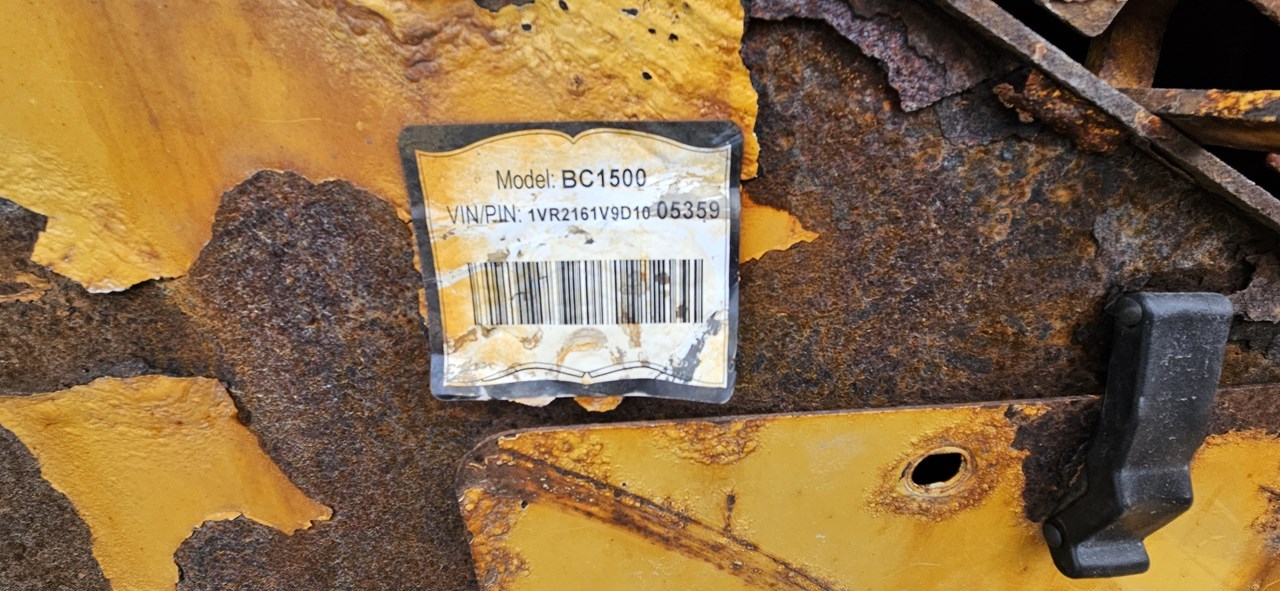 Model: BC1500
VIN/PIN: 1VR2161V9D10 05359